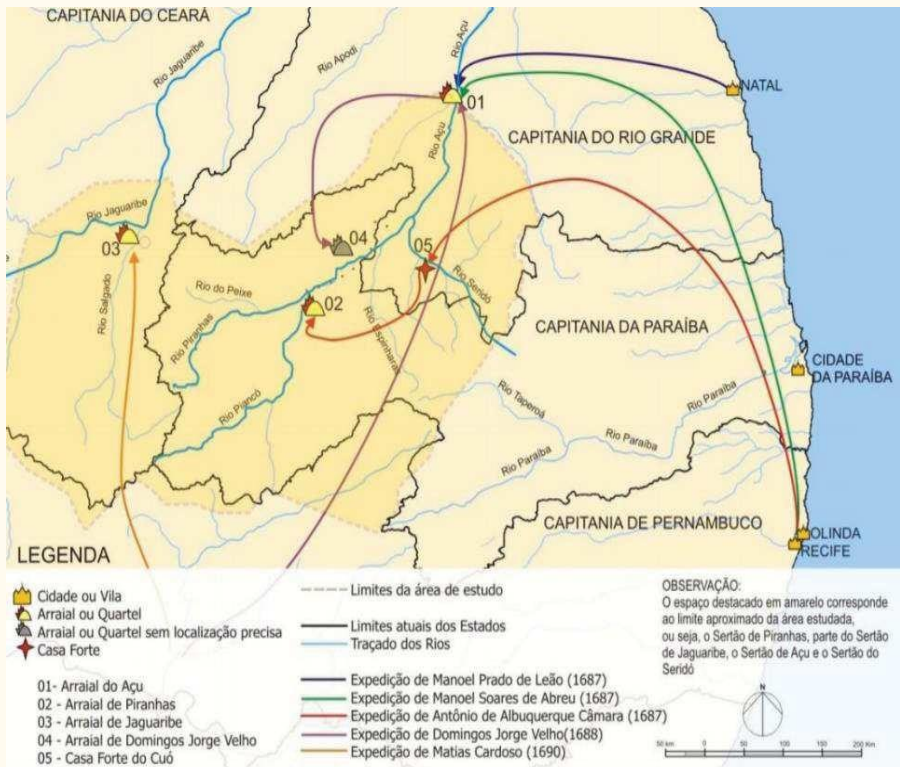 CAPITANIA DO CEARÁ
Rio Jaguaribe
Rio Apodi
Rio Açu
NATAL
01
CAPITANIA DO RIO GRANDE
Rio Açu
Rio Jaguaribe
03
04
05
Rio Salgado
Rio do Peixe
02
Rio Seridó
Rio Piranhas
Rio Espinharas
CAPITANIA DA PARAÍBA
CIDADE
DA PARAÍBA
Rio Piancó
Rio Taperoá
Rio Paraíba
Rio Paraíba
Rio Paraíba
CAPITANIA DE PERNAMBUCO
OLINDA
RECIFE
LEGENDA
Cidade ou Vila
Arraial ou Quartel
Arraial ou Quartel sem localização precisa
Casa Forte
01- Arraial do Açu
02 - Arraial de Piranhas
03 - Arraial de Jaguaribe
04 - Arraial de Domingos Jorge Velho
05 - Casa Forte do Cuó
Limites da área de estudo
Limites atuais dos Estados
Traçado dos Rios
Expedição de Manoel Prado de Leão (1687)
Expedição de Manoel Soares de Abreu (1687)
Expedição de Antônio de Albuquerque Câmara (1687)
Expedição de Domingos Jorge Velho(1688)
Expedição de Matias Cardoso (1690)
OBSERVAÇÃO:
O espaço destacado em amarelo corresponde
ao limite aproximado da área estudada,
ou seja, o Sertão de Piranhas, parte do Sertão
de Jaguaribe, o Sertão de Açu e o Sertão do
Seridó
N
50 km 0 50 100 150 200 Km